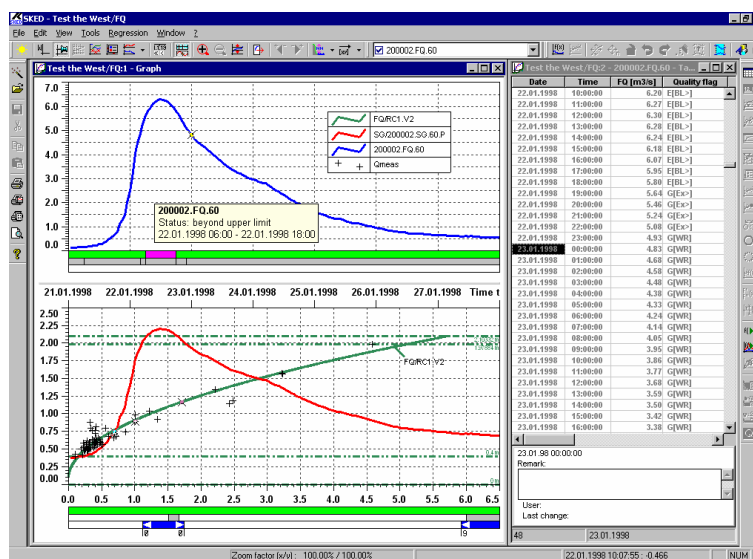 SKED - Test the West/FQ
File Edit View Tools Regression Window ?
200002.FQ.60
Test the West/FQ:1 - Graph
7.0
6.0
5.0
4.0
3.0
2.0
1.0
0.0
FQ/RC1.V2
SG/200002.SG.60.P
200002.FQ.60
Qmeas
200002.FQ.60
Status: beyond upper limit
22.01.1998 06:00 - 22.01.1998 18:00
21.01.1998 22.01.1998 23.01.1998 24.01.1998 25.01.1998 26.01.1998 27.01.1998 Time t
2.50
2.25
2.00
1.75
1.50
1.25
1.00
0.75
0.50
0.25
0.00
FQ/RC1.V2
0.0 0.5 1.0 1.5 2.0 2.5 3.0 3.5 4.0 4.5 5.0 5.5 6.0 6.5
Test the West/FQ:2 - 200002.FQ.60 - Ta...
Date Time FQ [m3/s] Quality flag
22.01.1998 10:00:00 6.20 E[BL>]
22.01.1998 11:00:00 6.27 E[BL>]
22.01.1998 12:00:00 6.30 E[BL>]
22.01.1998 13:00:00 6.28 E[BL>]
22.01.1998 14:00:00 6.24 E[BL>]
22.01.1998 15:00:00 6.18 E[BL>]
22.01.1998 16:00:00 6.07 E[BL>]
22.01.1998 17:00:00 5.95 E[BL>]
22.01.1998 18:00:00 5.80 E[BL>]
22.01.1998 19:00:00 5.64 G[Ex>]
22.01.1998 20:00:00 5.46 G[Ex>]
22.01.1998 21:00:00 5.24 G[Ex>]
22.01.1998 22:00:00 5.08 G[Ex>]
22.01.1998 23:00:00 4.93 G[WR]
23.01.1998 00:00:00 4.83 G[WR]
23.01.1998 01:00:00 4.68 G[WR]
23.01.1998 02:00:00 4.58 G[WR]
23.01.1998 03:00:00 4.48 G[WR]
23.01.1998 04:00:00 4.38 G[WR]
23.01.1998 05:00:00 4.33 G[WR]
23.01.1998 06:00:00 4.24 G[WR]
23.01.1998 07:00:00 4.14 G[WR]
23.01.1998 08:00:00 4.05 G[WR]
23.01.1998 09:00:00 3.95 G[WR]
23.01.1998 10:00:00 3.86 G[WR]
23.01.1998 11:00:00 3.77 G[WR]
23.01.1998 12:00:00 3.68 G[WR]
23.01.1998 13:00:00 3.59 G[WR]
23.01.1998 14:00:00 3.50 G[WR]
23.01.1998 15:00:00 3.42 G[WR]
23.01.1998 16:00:00 3.38 G[WR]
23.01.98 00:00:00
Remark:
User:
Last change:
48 23.01.1998
Zoom factor (x/y) : 100.00% / 100.00% 22.01.1998 10:07:55 : -0.466 NUM